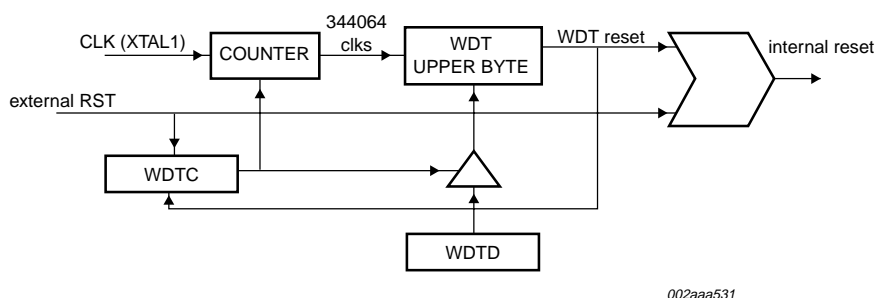 344064
CLK (XTAL1)
COUNTER
clks
WDT
UPPER BYTE
WDT reset
internal reset
external RST
WDTC
WDTD
002aaa531